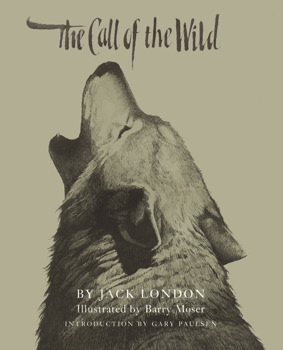 The Call of the Wild
BY JACK LONDON
Illustrated by Barry Moser
INTRODUCTION BY GARY PAULSEN